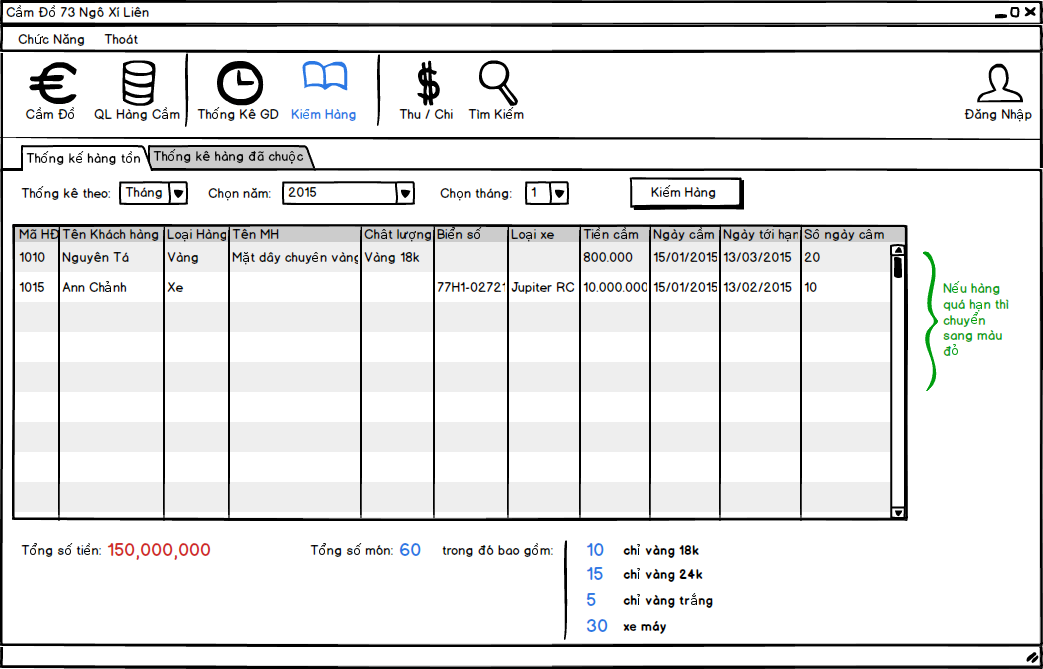 Cầm Đồ 73 Ngô Xí Liên
Chức Năng Thoát
Cầm Đồ QL Hàng Cầm Thống Kê GD Kiểm Hàng Thu / Chi Tìm Kiếm Đăng Nhập
Thống kế hàng tồn Thống kê hàng đã chuộc
Thống kê theo: Tháng Chọn năm: 2015 Chọn tháng: 1 Kiếm Hàng
Mã HĐ Tên Khách hàng Loại Hàng Tên MH Chất lượng Biển số Loại xe Tiền cầm Ngày cầm Ngày tới hạn Số ngày cầm
1010 Nguyên Tá Vàng Mặt dây chuyên vàng Vàng 18k 800.000 15/01/2015 13/03/2015 20
1015 Ann Chảnh Xe 77H1-02721 Jupiter RC 10.000.000 15/01/2015 13/02/2015 10
Nếu hàng
quá hạn thì
chuyển
sang màu
đỏ
Tổng số tiền: 150,000,000 Tổng số món: 60 trong đó bao gồm: 10 chỉ vàng 18k
15 chỉ vàng 24k
5 chỉ vàng trắng
30 xe máy